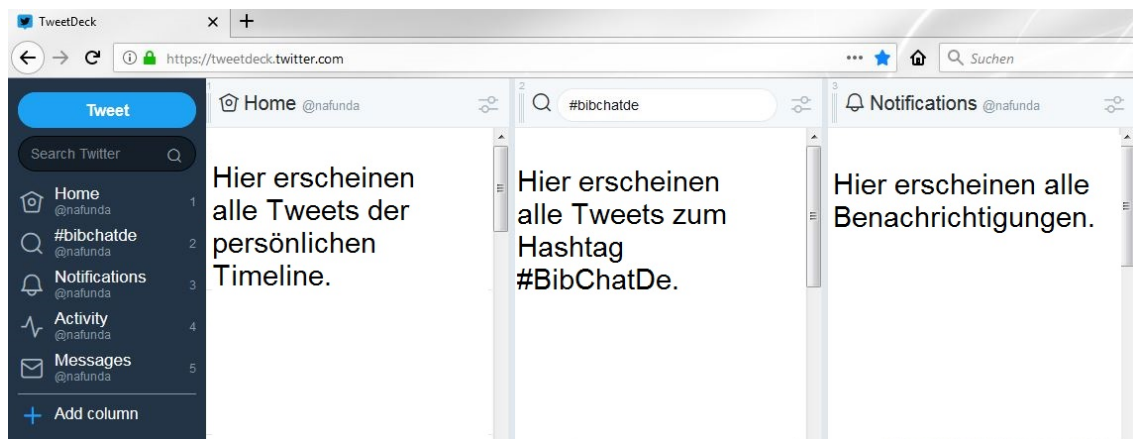 TweetDeck
https://tweetdeck.twitter.com
Suchen
Tweet
Search Twitter
Home
@nafunda
1
#bibchatde
@nafunda
2
Notifications
@nafunda
3
Activity
@nafunda
4
Messages
@nafunda
5
Add column
1
Home @nafunda
Hier erscheinen
alle Tweets der
persönlichen
Timeline.
2
#bibchatde
Hier erscheinen
alle Tweets zum
Hashtag
#BibChatDe.
3
Notifications @nafunda
Hier erscheinen alle
Benachrichtigungen.